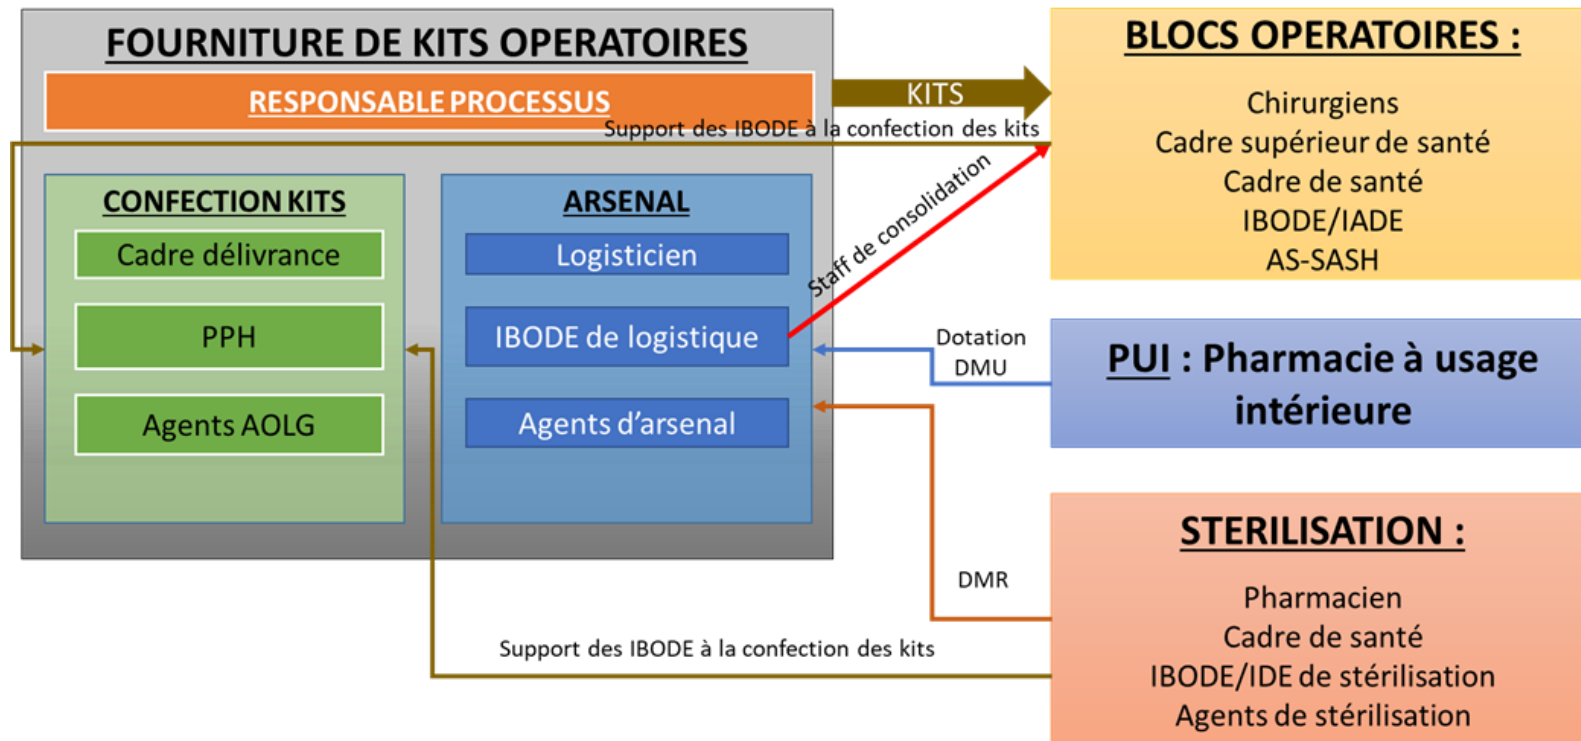 FOURNITURE DE KITS OPERATOIRES
RESPONSABLE PROCESSUS
KITS
Support des IBODE à la confection des kits
CONFECTION KITS
Cadre délivrance
PPH
Agents AOLG
ARSENAL
Logisticien
IBODE de logistique
Agents d'arsenal
Staff de consolidation
BLOCS OPERATOIRES :
Chirurgiens
Cadre supérieur de santé
Cadre de santé
IBODE/IADE
AS-SASH
Dotation
DMU
PUI : Pharmacie à usage
intérieure
DMR
Support des IBODE à la confection des kits
STERILISATION :
Pharmacien
Cadre de santé
IBODE/IDE de stérilisation
Agents de stérilisation